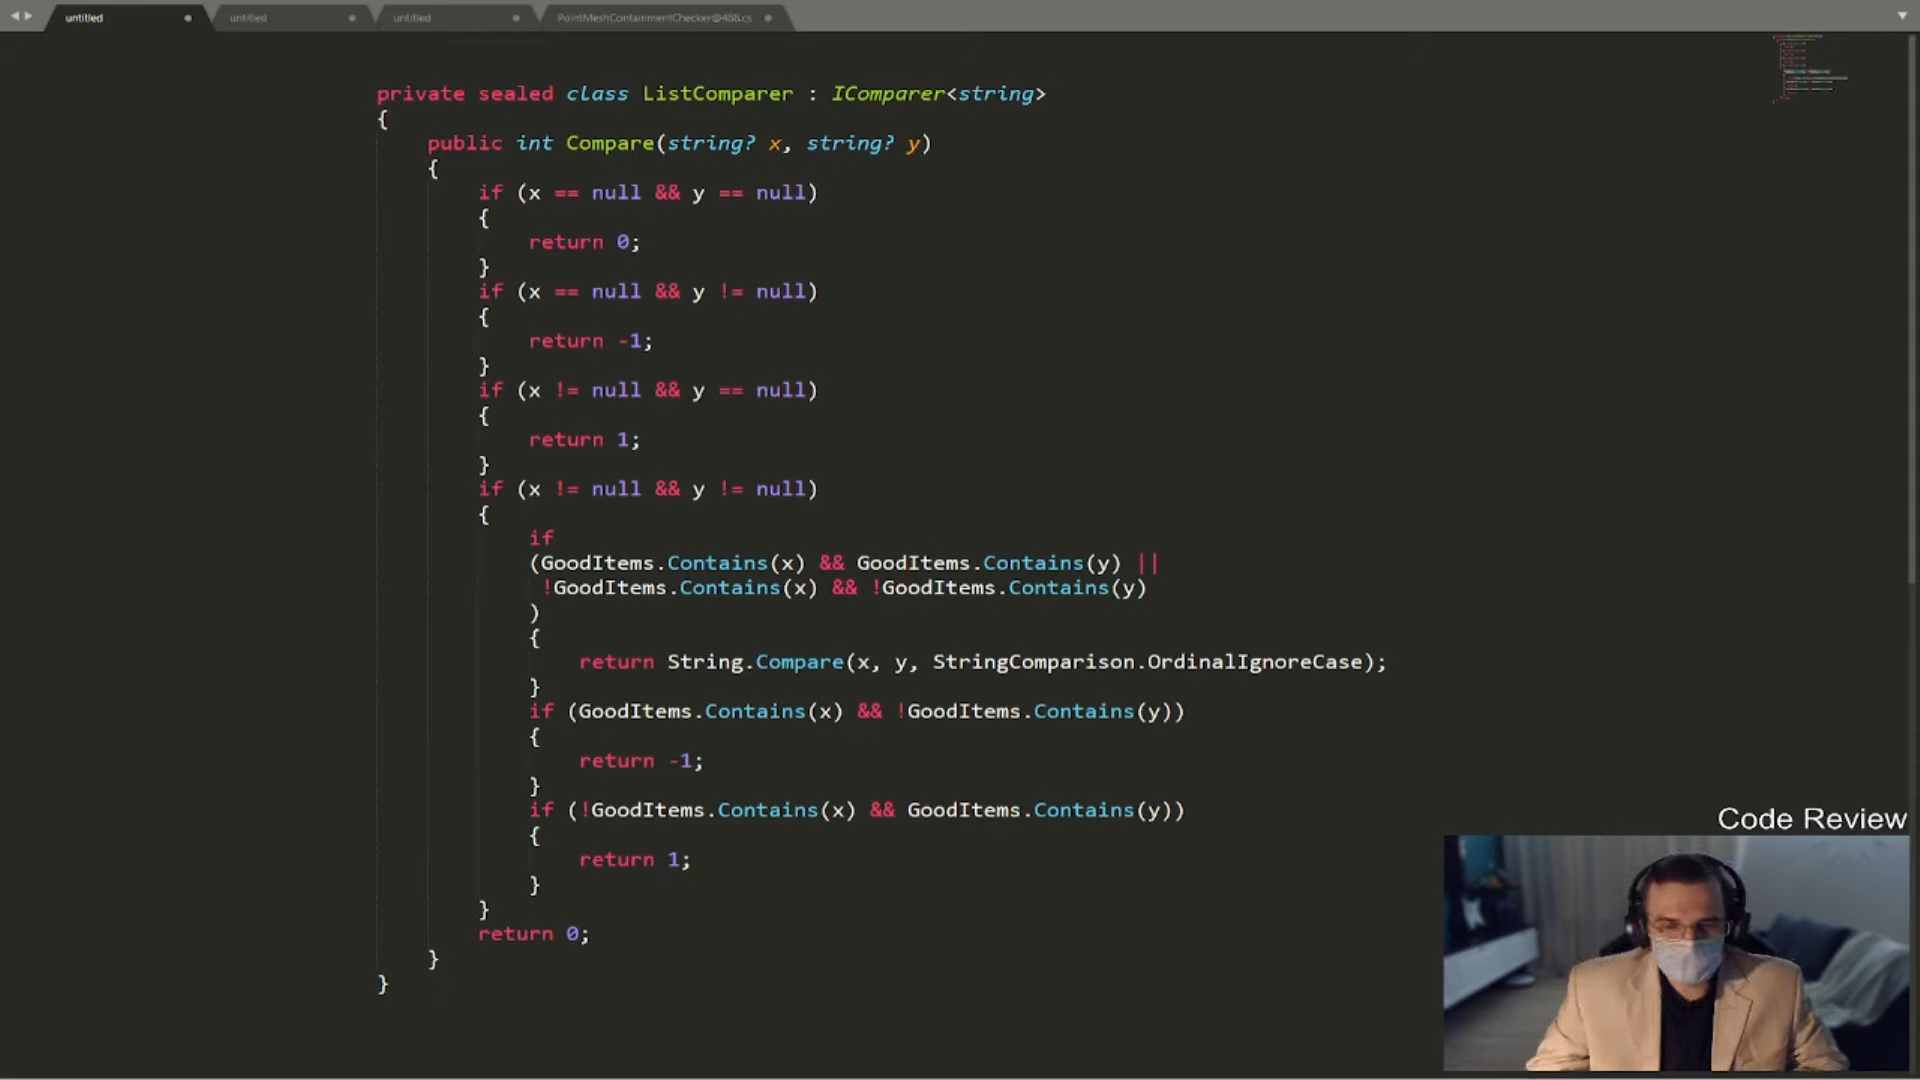 untitled
untitled
untitled
PointMeshContainmentChecker@488.cs
private sealed class ListComparer : IComparer<string>
{
public int Compare(string? x, string? y)
{
if (x == null && y == null)
{
return 0;
}
if (x == null && y != null)
{
return -1;
}
if (x != null && y == null)
{
return 1;
}
if (x != null && y != null)
{
if
(GoodItems.Contains(x) && GoodItems.Contains(y) ||
!GoodItems.Contains(x) && !GoodItems.Contains(y)
)
{
return String.Compare(x, y, StringComparison.OrdinalIgnoreCase);
}
if (GoodItems.Contains(x) && !GoodItems.Contains(y))
{
return -1;
}
if (!GoodItems.Contains(x) && GoodItems.Contains(y))
{
return 1;
}
}
return 0;
}
}
Code Review